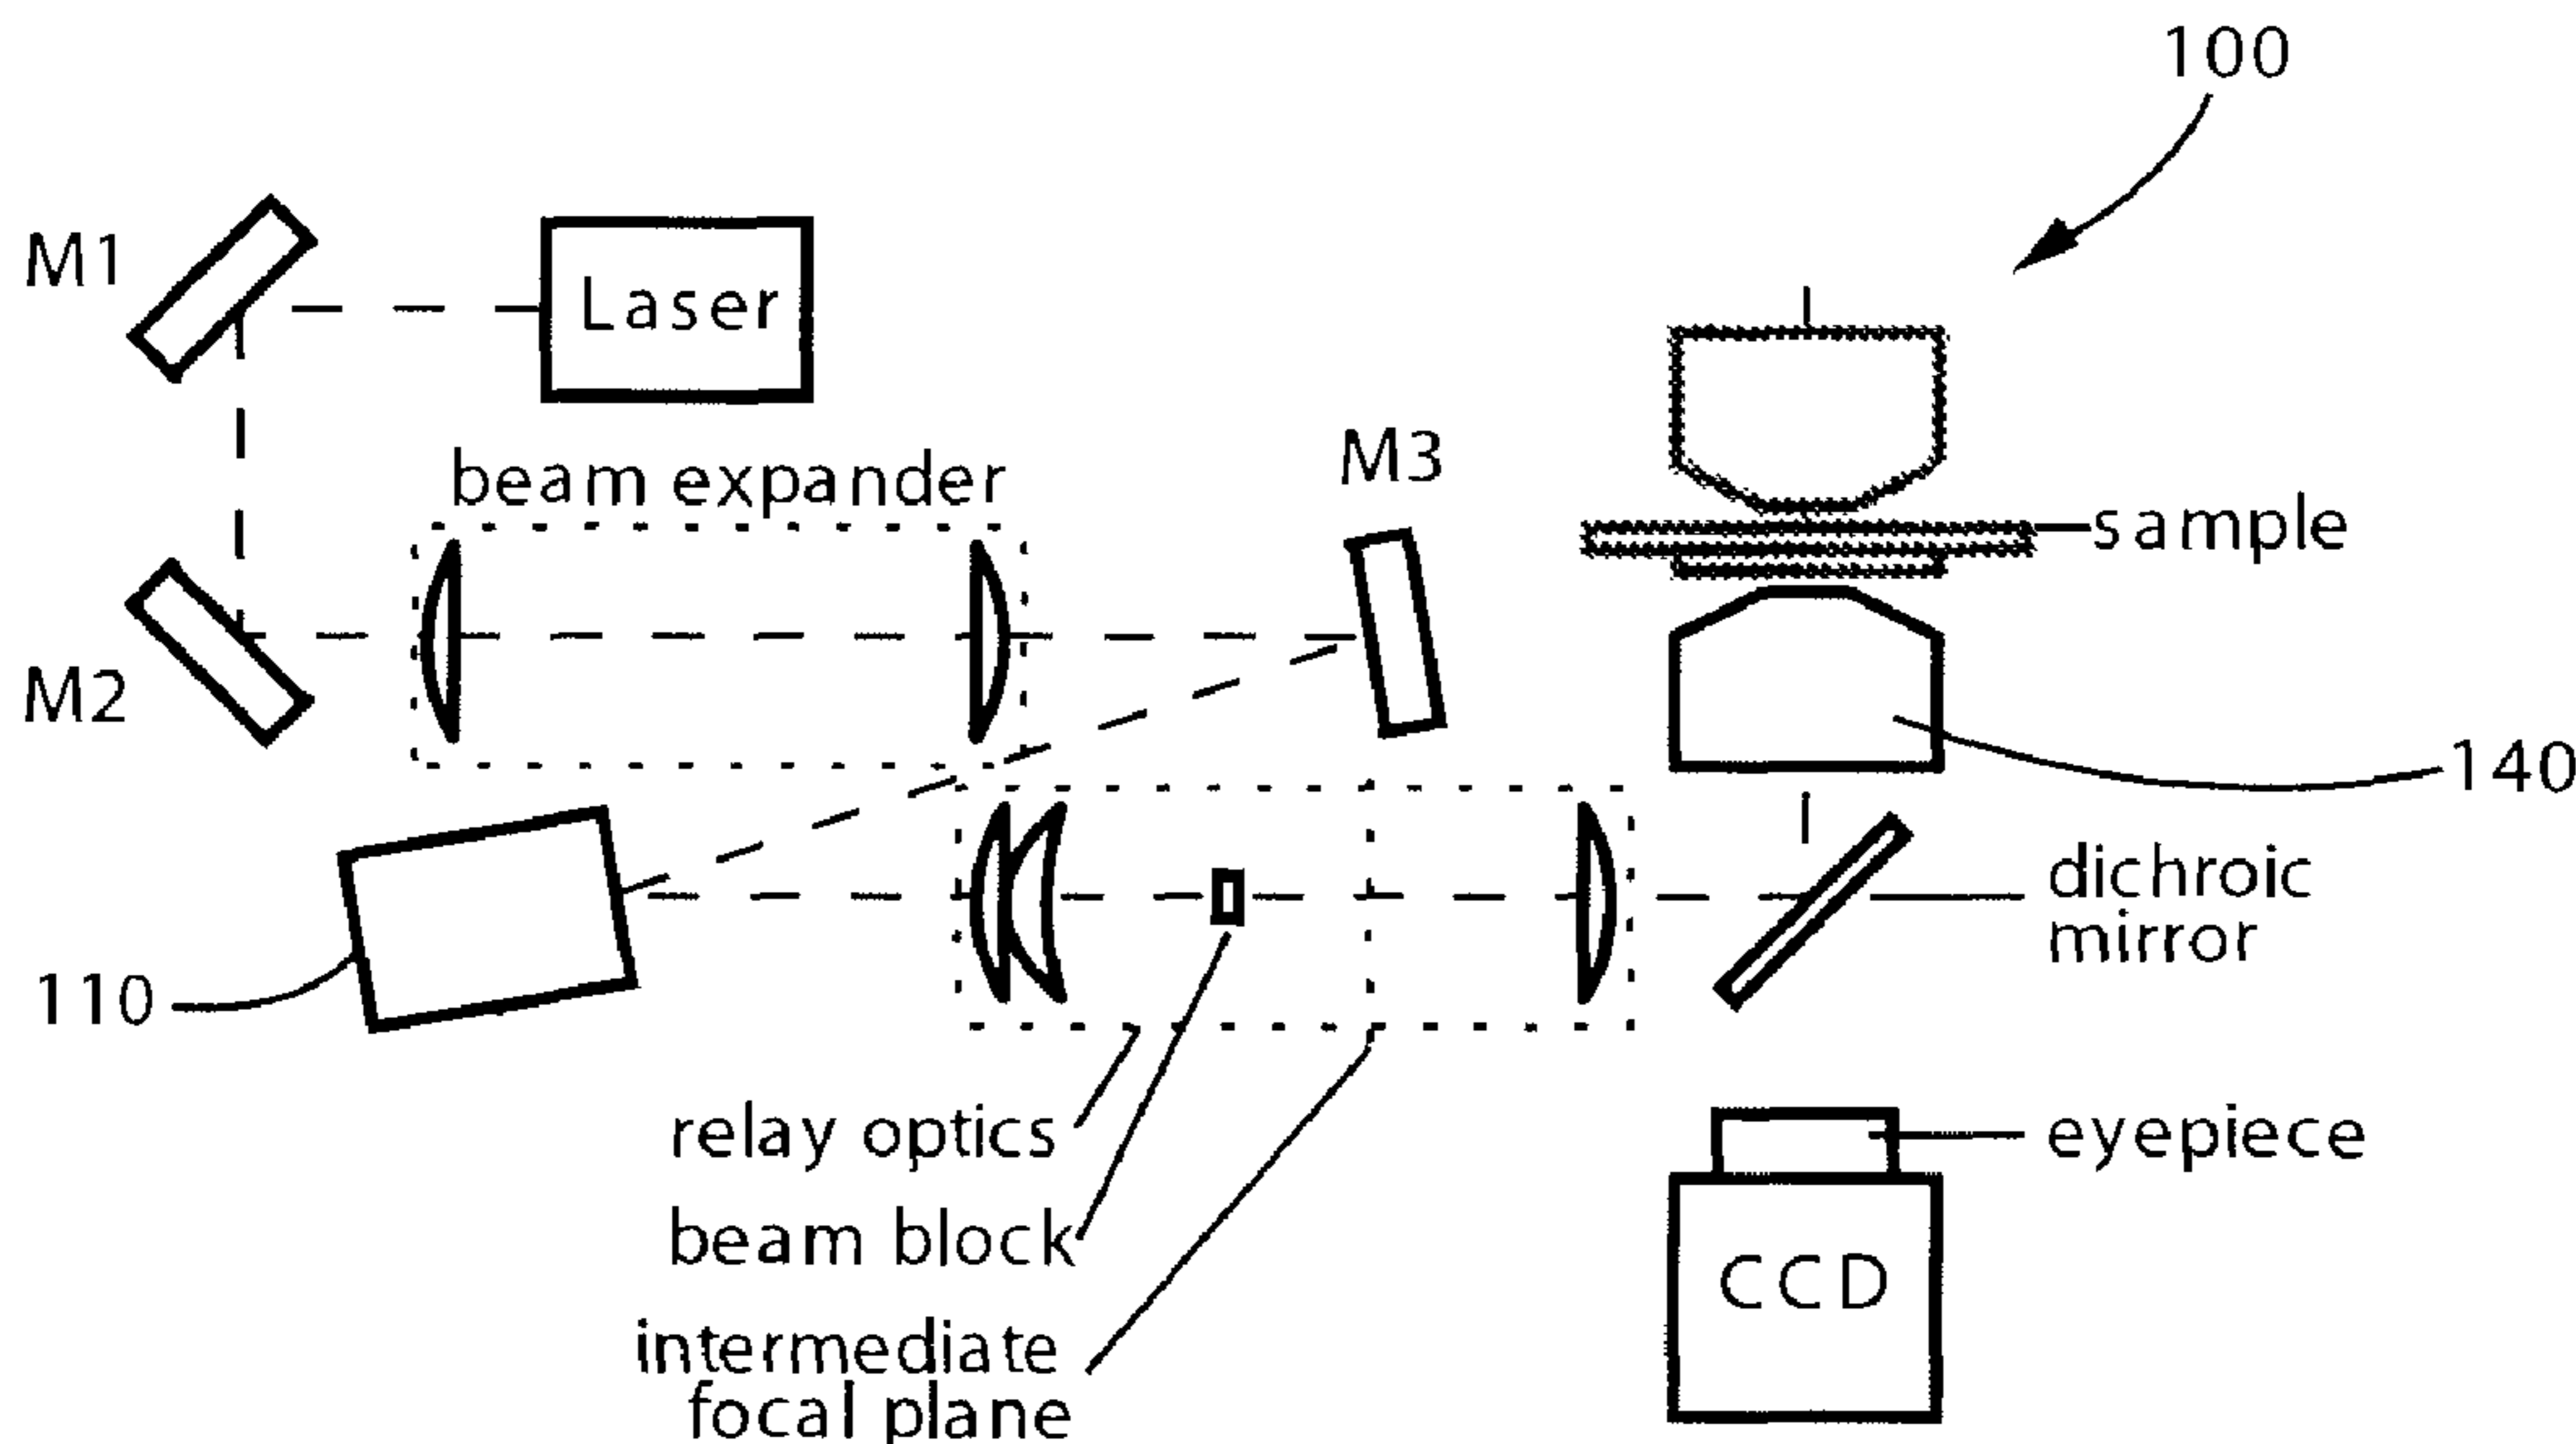 100
M1
Laser
beam expander
M3
sample
M2
140
dichroic
mirror
110
relay optics
eyepiece
beam block
CCD
intermediate
focal plane